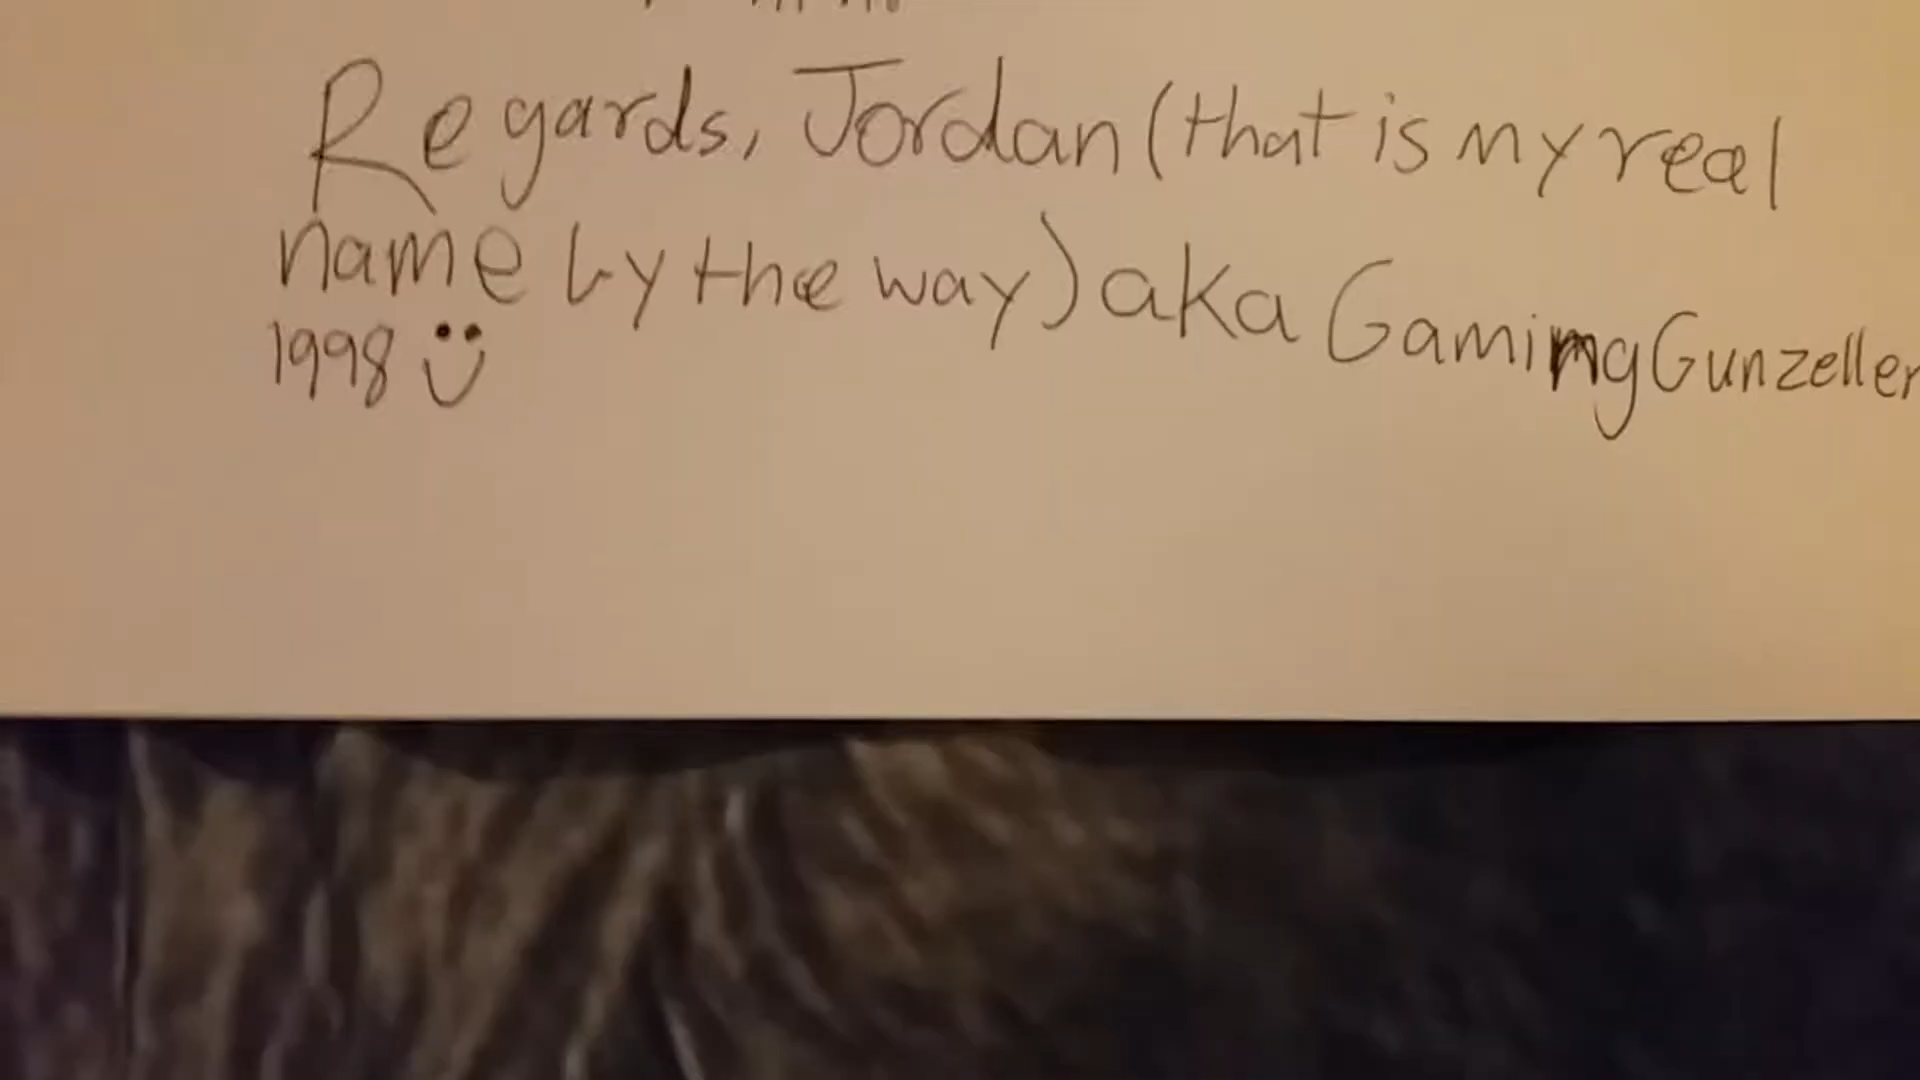 Regards, Jordan (that is my real
name by the way) aka GamingGunzeller
1998 :)